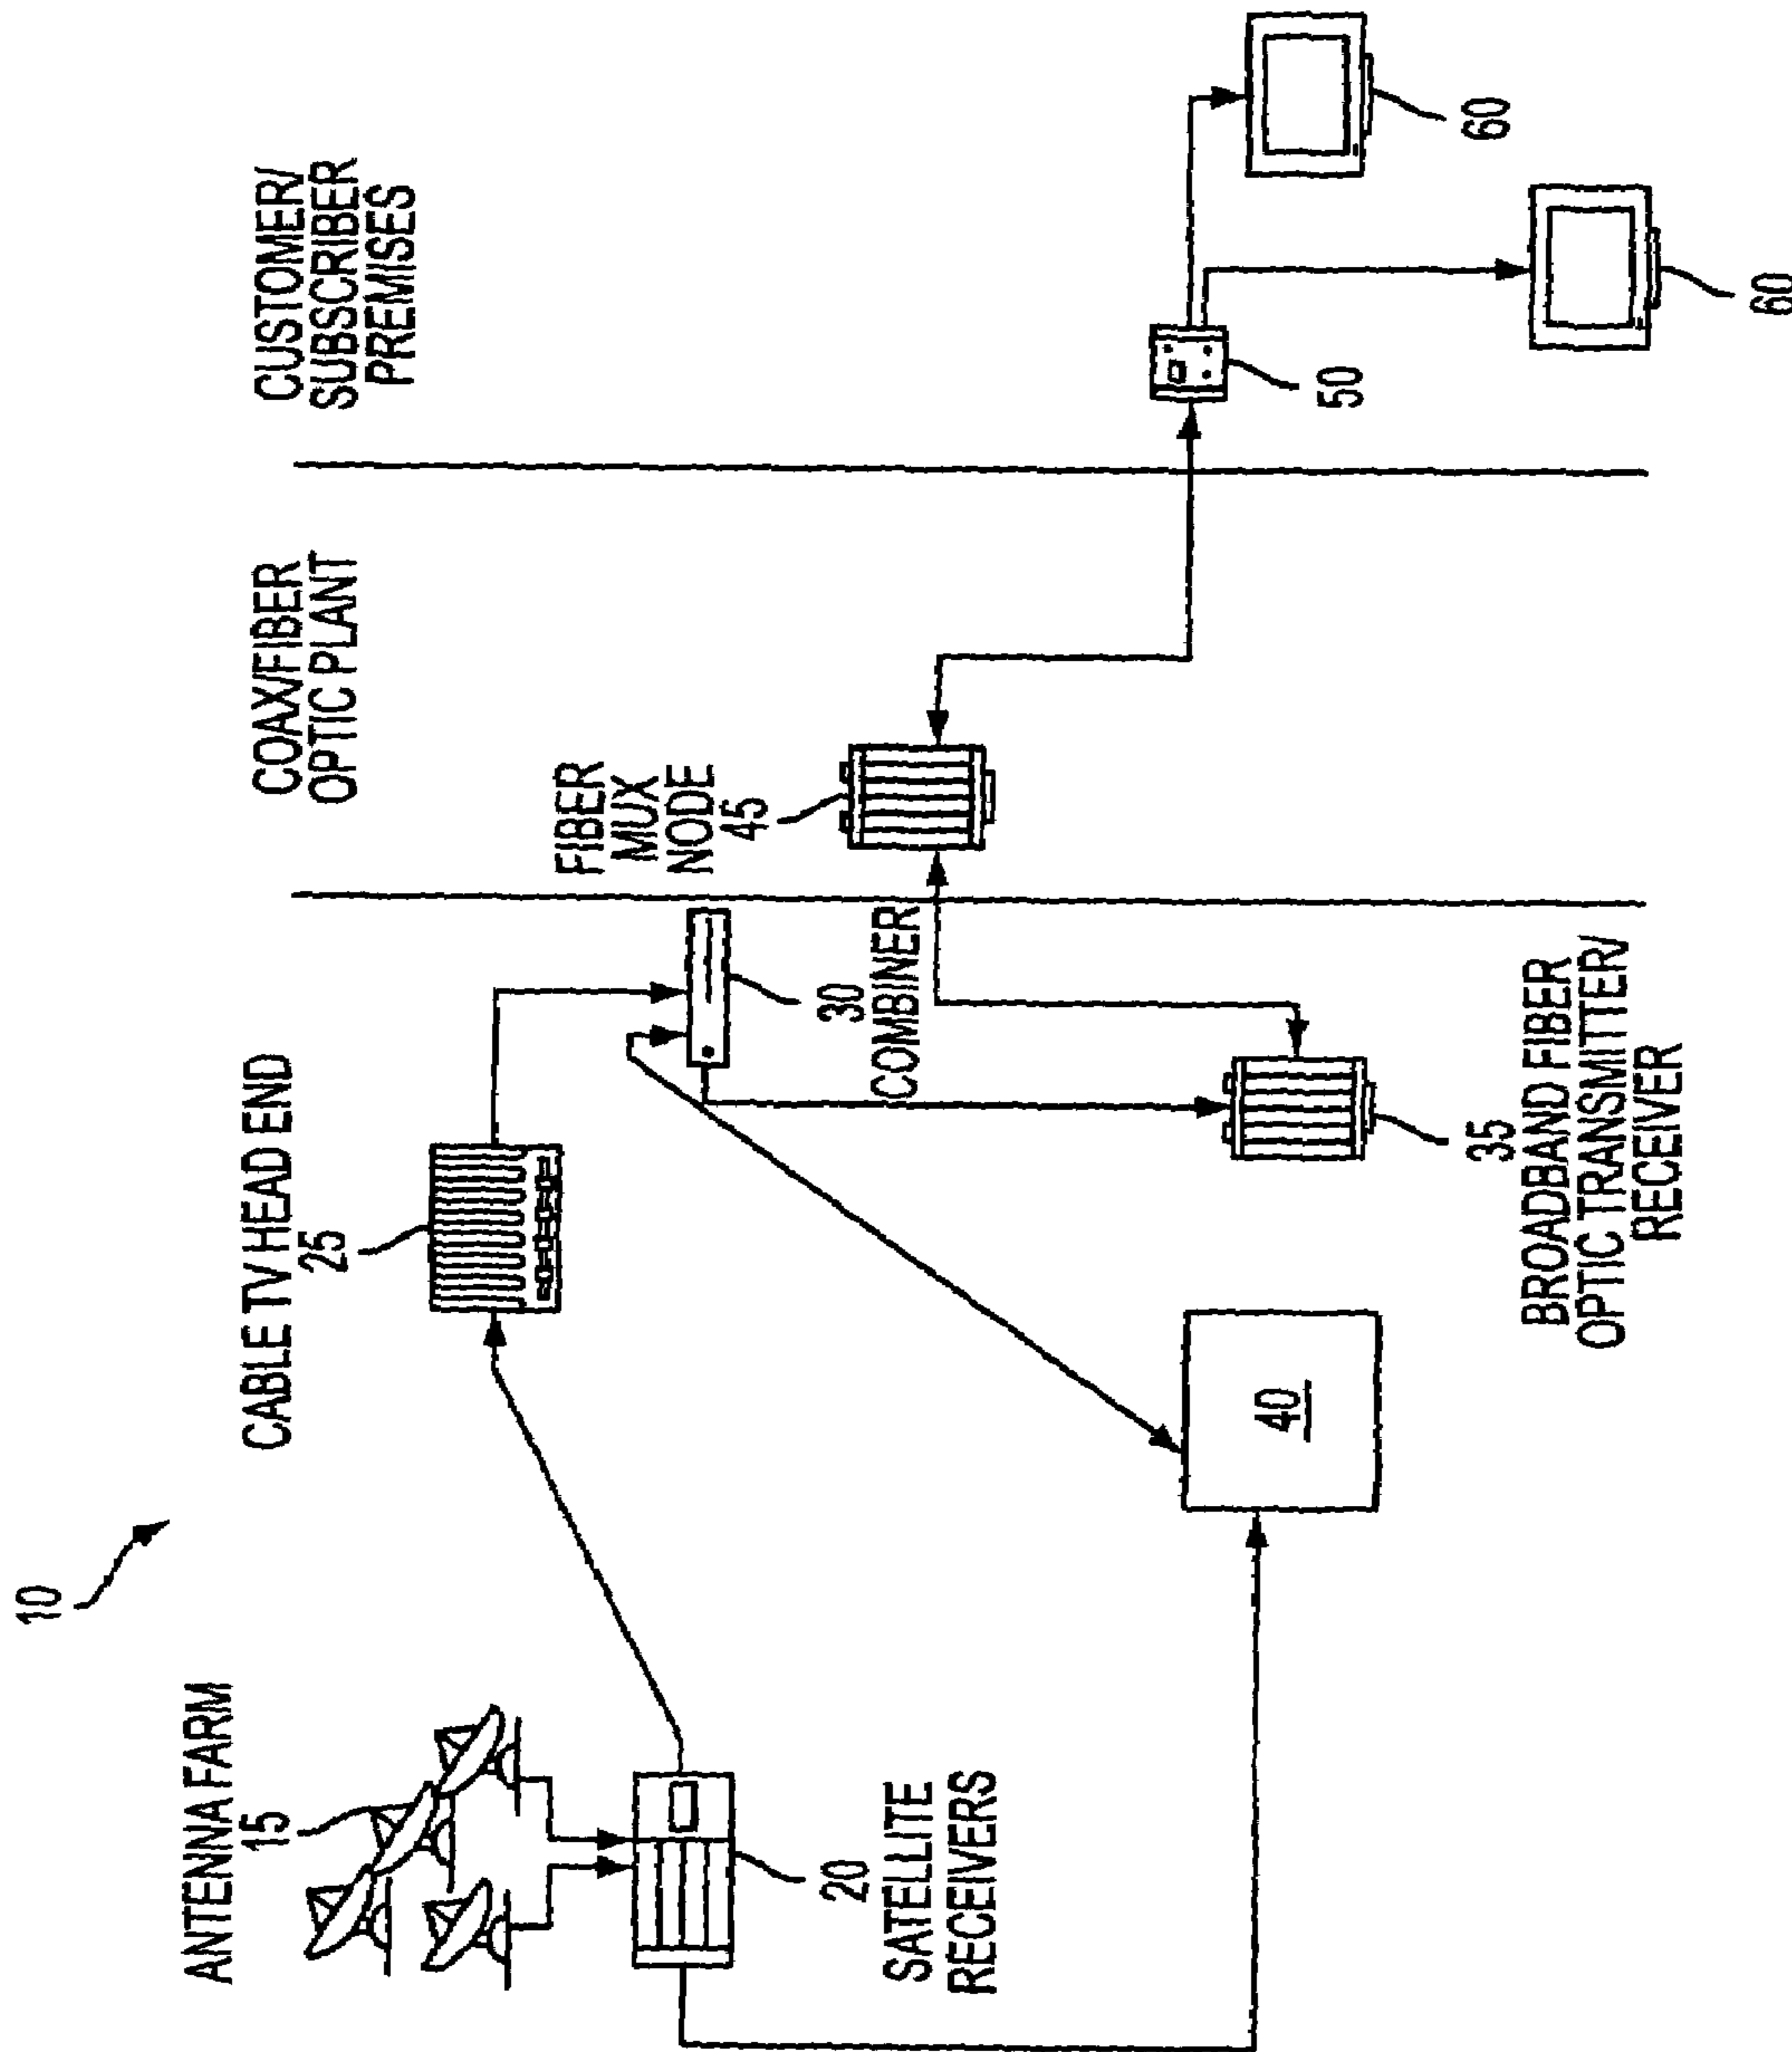 10
ANTENNA FARM
15
20
SATELLITE
RECEIVERS
CABLE TV HEAD END
25
30
COMBINER
40
35
BROADBAND FIBER
OPTIC TRANSMITTER/
RECEIVER
COAX/FIBER
OPTIC PLANT
FIBER
MUX
NODE
45
CUSTOMER/
SUBSCRIBER
PREMISES
50
60
60